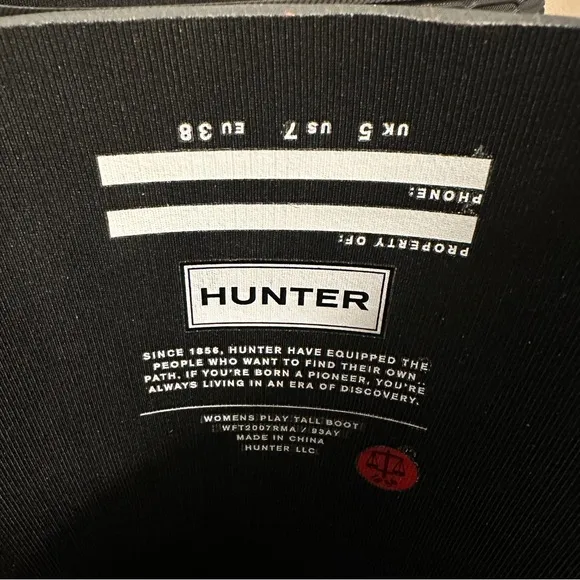 UK 5 US 7 EU 38
PHONE:
PROPERTY OF:
HUNTER
SINCE 1856, HUNTER HAVE EQUIPPED THE
PEOPLE WHO WANT TO FIND THEIR OWN
PATH. IF YOU'RE BORN A PIONEER, YOU'RE
ALWAYS LIVING IN AN ERA OF DISCOVERY.
WOMENS PLAY TALL BOOT
WFT2007RMA / 93AY
MADE IN CHINA
HUNTER LLC